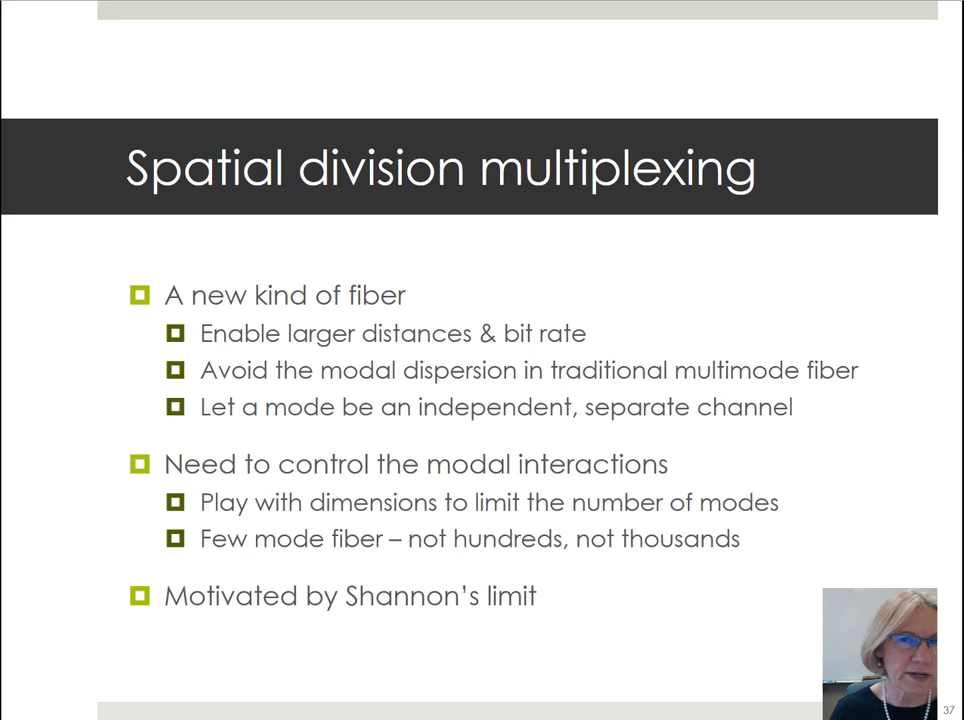 Spatial division multiplexing
A new kind of fiber
Enable larger distances & bit rate
Avoid the modal dispersion in traditional multimode fiber
Let a mode be an independent, separate channel
Need to control the modal interactions
Play with dimensions to limit the number of modes
Few mode fiber – not hundreds, not thousands
Motivated by Shannon's limit
37